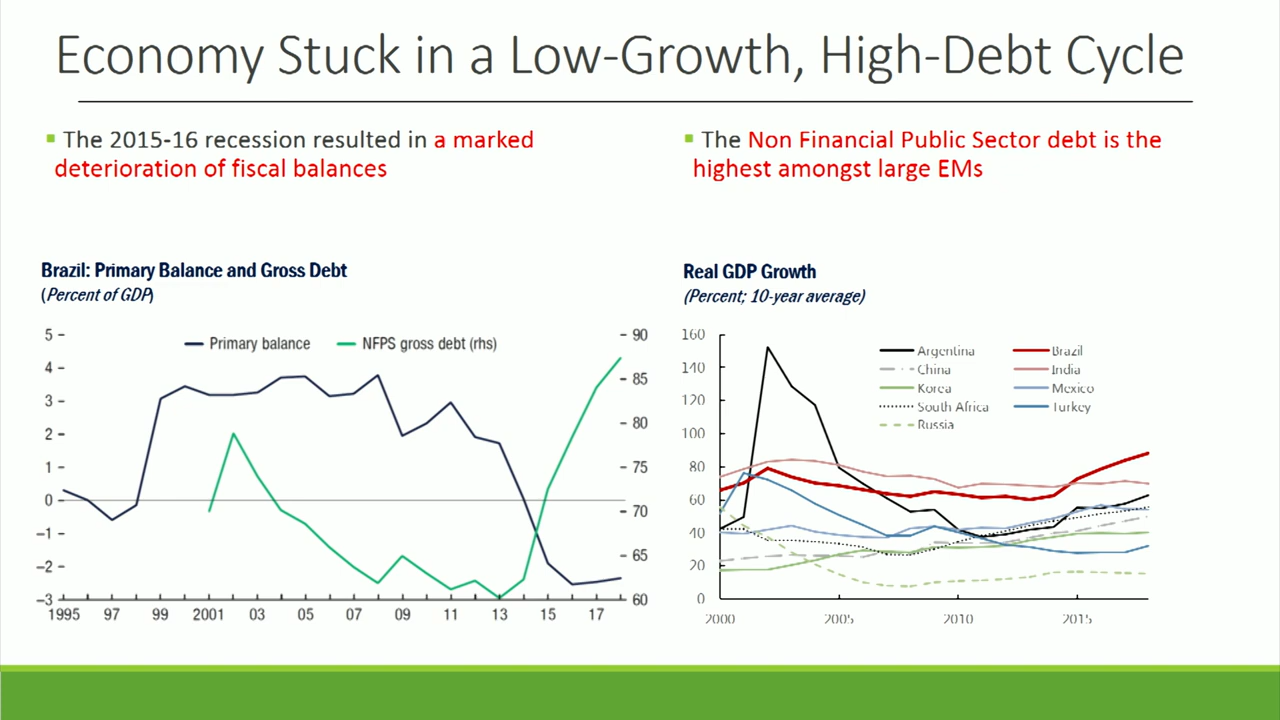 Economy Stuck in a Low-Growth, High-Debt Cycle
The 2015-16 recession resulted in a marked
deterioration of fiscal balances
The Non Financial Public Sector debt is the
highest amongst large EMs
Brazil: Primary Balance and Gross Debt
(Percent of GDP)
5
4
3
2
1
0
−1
−2
−3
Primary balance
NFPS gross debt (rhs)
90
85
80
75
70
65
60
1995 97 99 2001 03 05 07 09 11 13 15 17
Real GDP Growth
(Percent; 10-year average)
160
140
120
100
80
60
40
20
0
Argentina Brazil
China India
Korea Mexico
South Africa Turkey
Russia
2000 2005 2010 2015